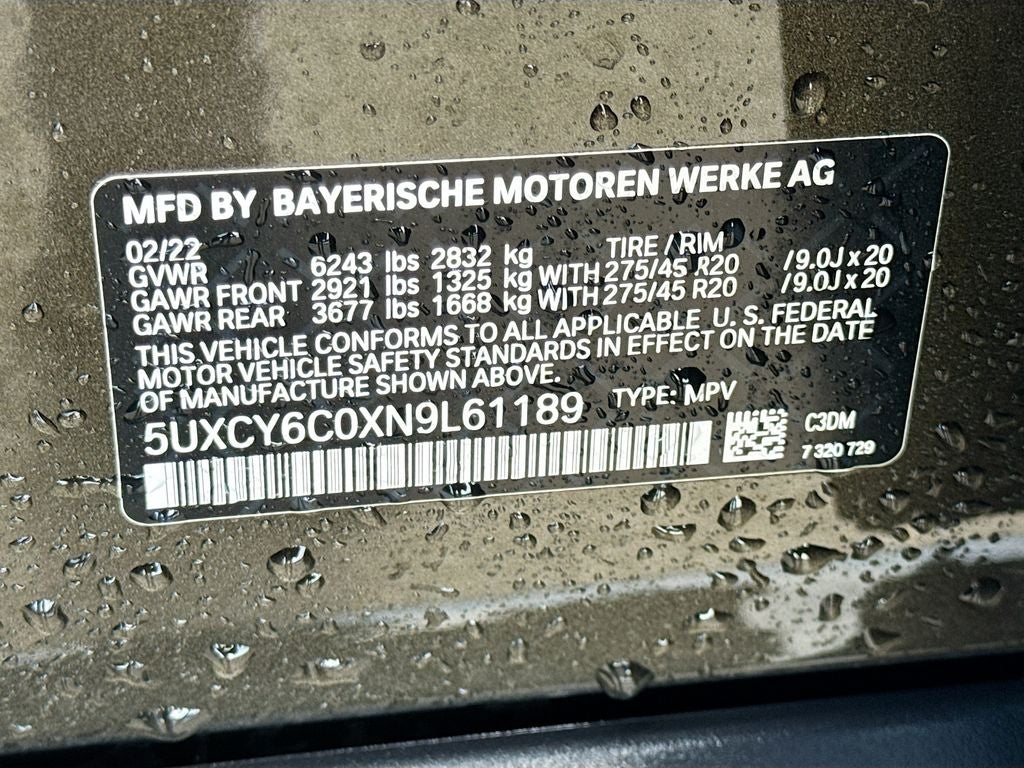 MFD BY BAYERISCHE MOTOREN WERKE AG
02/22 TIRE / RIM
GVWR 6243 lbs 2832 kg
GAWR FRONT 2921 lbs 1325 kg WITH 275/45 R20 / 9.0J x 20
GAWR REAR 3677 lbs 1668 kg WITH 275/45 R20 / 9.0J x 20
THIS VEHICLE CONFORMS TO ALL APPLICABLE U. S. FEDERAL
MOTOR VEHICLE SAFETY STANDARDS IN EFFECT ON THE DATE
OF MANUFACTURE SHOWN ABOVE.
5UXCY6C0XN9L61189 TYPE: MPV
C3DM
7 320 729